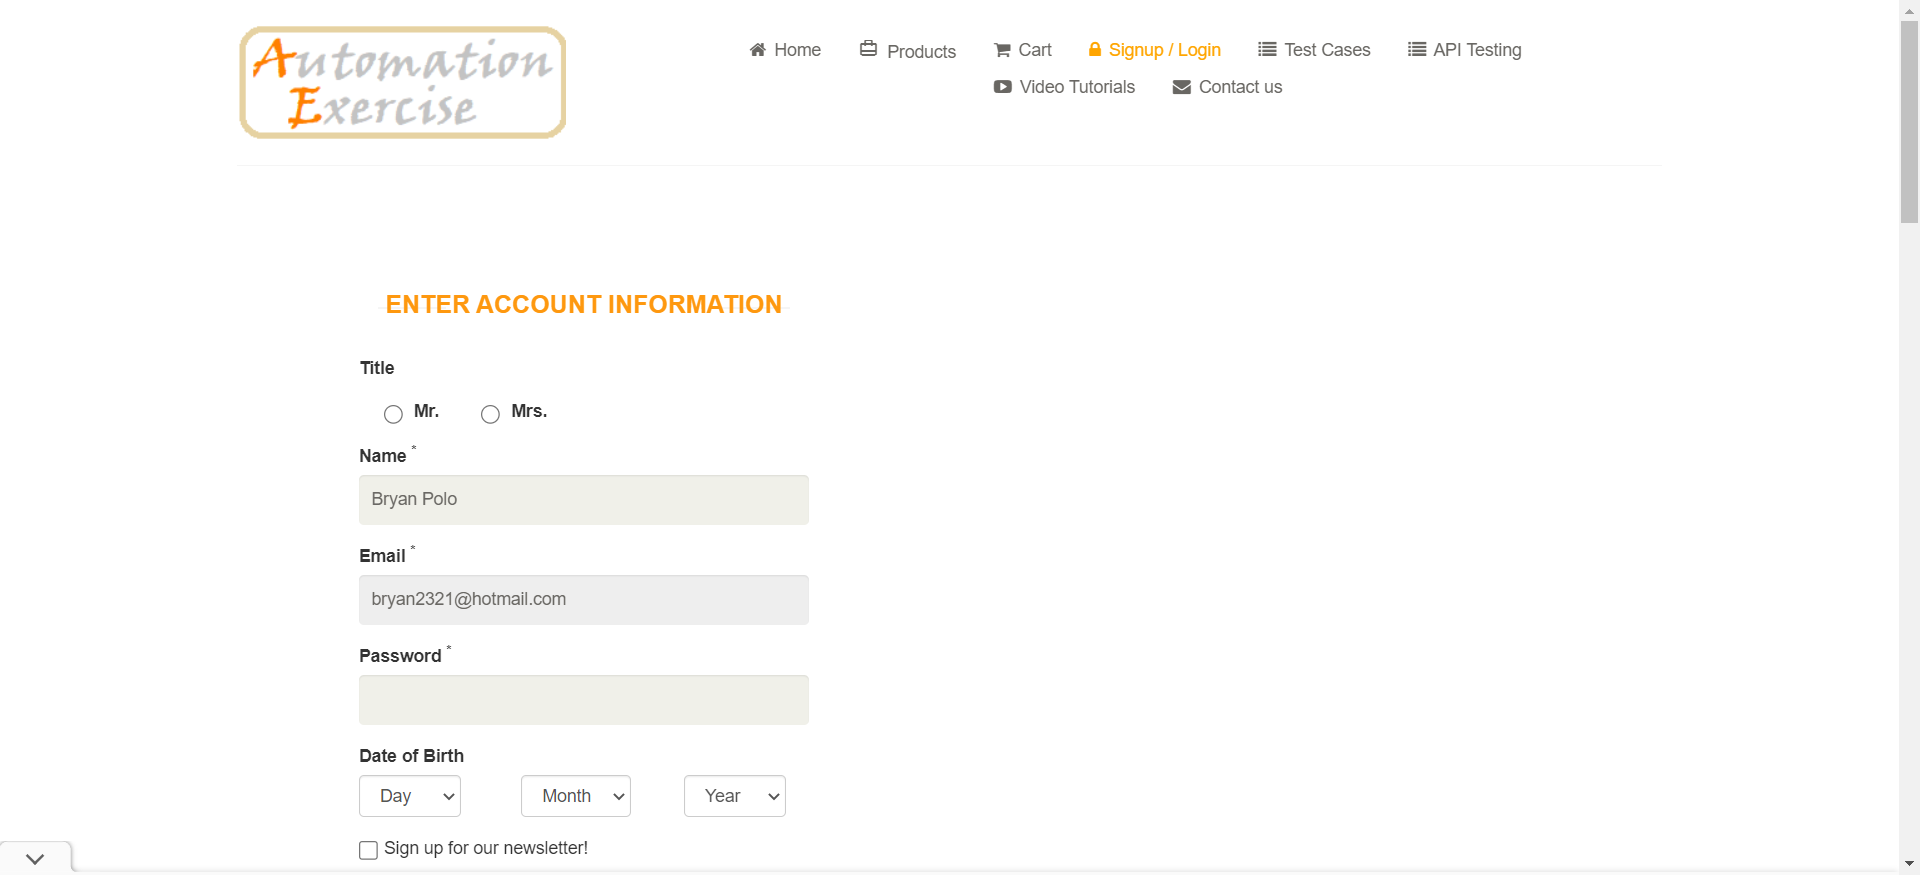 Automation
Exercise
Home Products Cart Signup / Login Test Cases API Testing
Video Tutorials Contact us
ENTER ACCOUNT INFORMATION
Title
Mr. Mrs.
Name *
Bryan Polo
Email *
bryan2321@hotmail.com
Password *
Date of Birth
Day Month Year
Sign up for our newsletter!